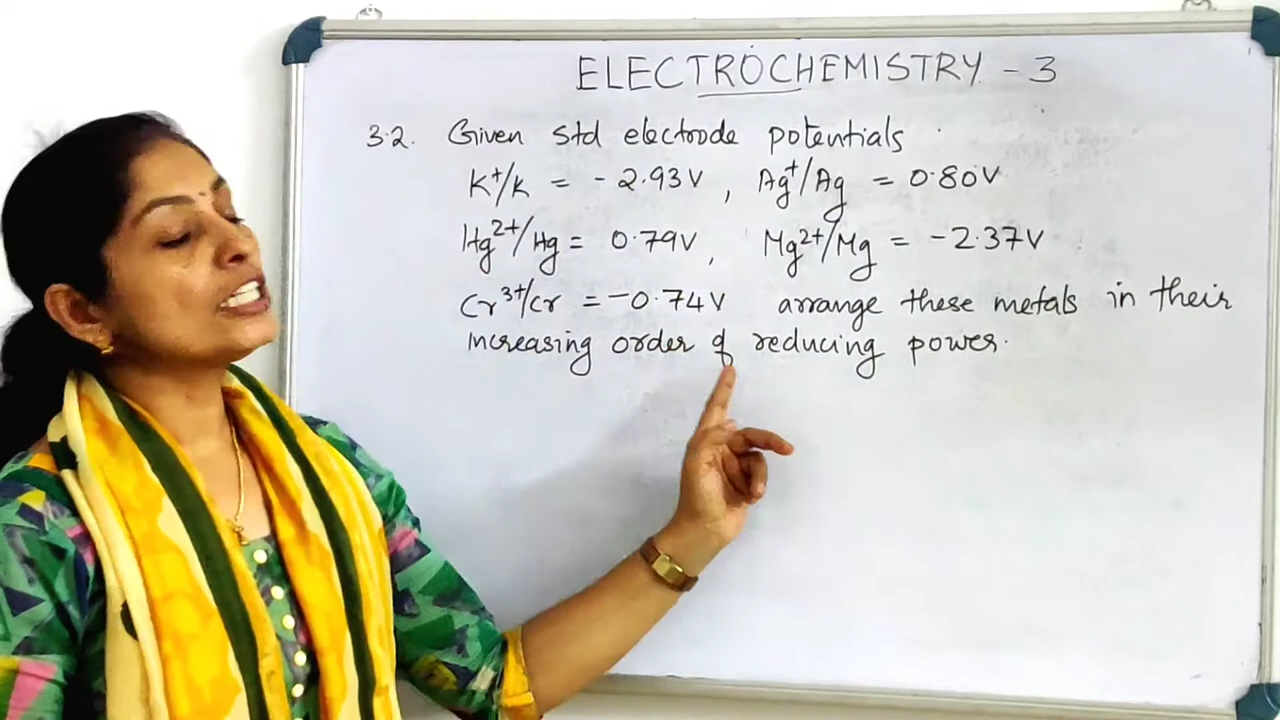 ELECTROCHEMISTRY - 3
3.2. Given std electrode potentials
K⁺/K = - 2.93V , Ag⁺/Ag = 0.80V
Hg²⁺/Hg = 0.79V , Mg²⁺/Mg = -2.37V
Cr³⁺/Cr = -0.74V arrange these metals in their
increasing order of reducing power.